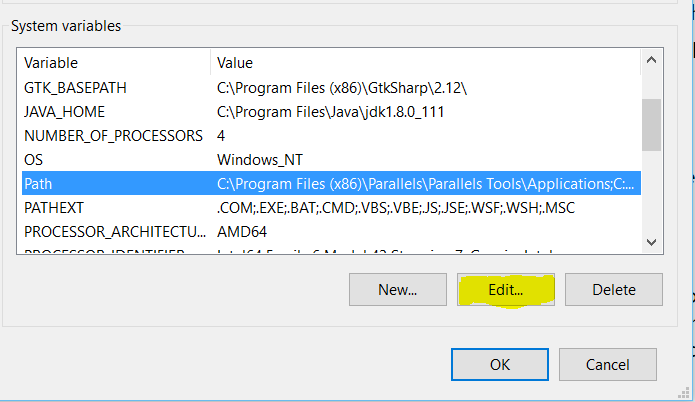 System variables
Variable Value
GTK_BASEPATH C:\Program Files (x86)\GtkSharp\2.12\
JAVA_HOME C:\Program Files\Java\jdk1.8.0_111
NUMBER_OF_PROCESSORS 4
OS Windows_NT
Path C:\Program Files (x86)\Parallels\Parallels Tools\Applications;C:...
PATHEXT .COM;.EXE;.BAT;.CMD;.VBS;.VBE;.JS;.JSE;.WSF;.WSH;.MSC
PROCESSOR_ARCHITECTU... AMD64
New... Edit... Delete
OK Cancel